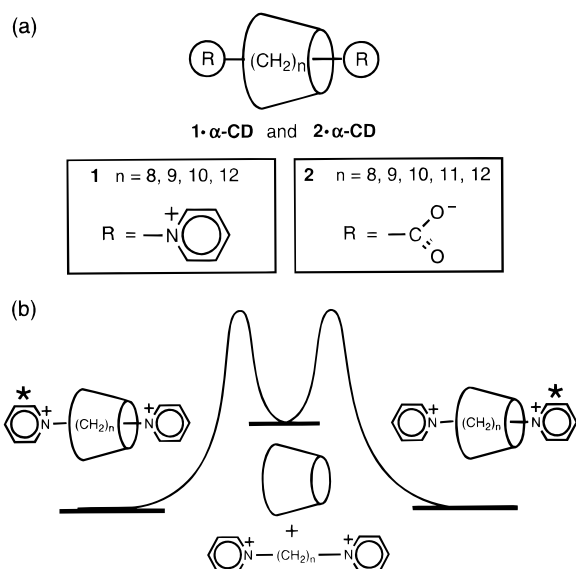 (a)
R (CH₂)ₙ R
1•α-CD and 2•α-CD
1 n = 8, 9, 10, 12
R = —N⁺
2 n = 8, 9, 10, 11, 12
R = —C O⁻ O
(b)
* N⁺ —(CH₂)ₙ— N⁺
N⁺ —(CH₂)ₙ— N⁺ *
+
N⁺ —(CH₂)ₙ— N⁺